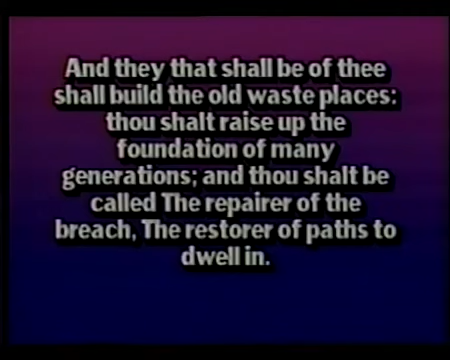 And they that shall be of thee
shall build the old waste places:
thou shalt raise up the
foundation of many
generations; and thou shalt be
called The repairer of the
breach, The restorer of paths to
dwell in.